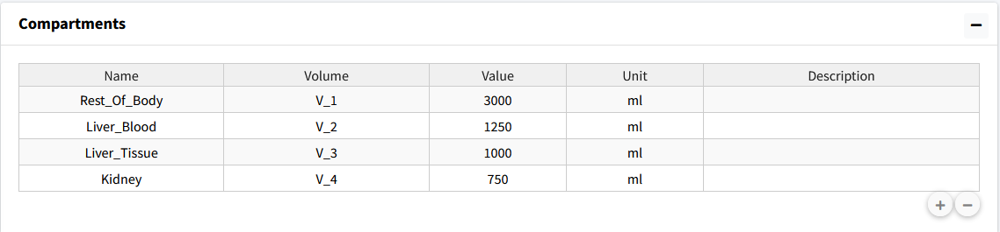 Compartments
Name Volume Value Unit Description
Rest_Of_Body V_1 3000 ml
Liver_Blood V_2 1250 ml
Liver_Tissue V_3 1000 ml
Kidney V_4 750 ml